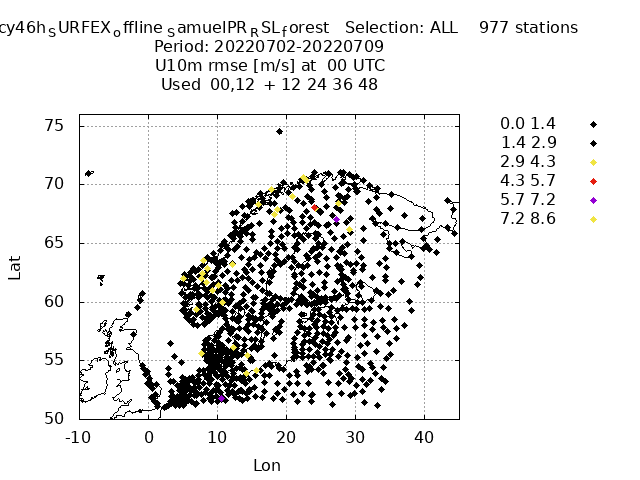 cy46hSURFEXoffline SamuelPRRSLforest Selection: ALL 977 stations
Period: 20220702-20220709
U10m rmse [m/s] at 00 UTC
Used 00,12 + 12 24 36 48
75
70
65
60
55
50
-10 0 10 20 30 40
Lat
Lon
0.0 1.4
1.4 2.9
2.9 4.3
4.3 5.7
5.7 7.2
7.2 8.6